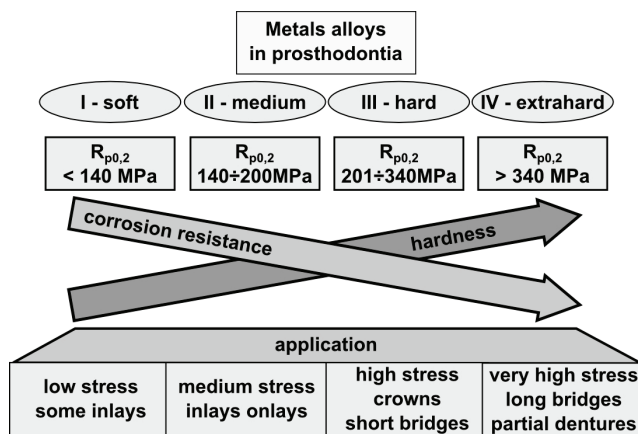 Metals alloys
in prosthodontia
I - soft
II - medium
III - hard
IV - extrahard
Rp0,2
< 140 MPa
Rp0,2
140÷200MPa
Rp0,2
201÷340MPa
Rp0,2
> 340 MPa
corrosion resistance
hardness
application
low stress
some inlays
medium stress
inlays onlays
high stress
crowns
short bridges
very high stress
long bridges
partial dentures